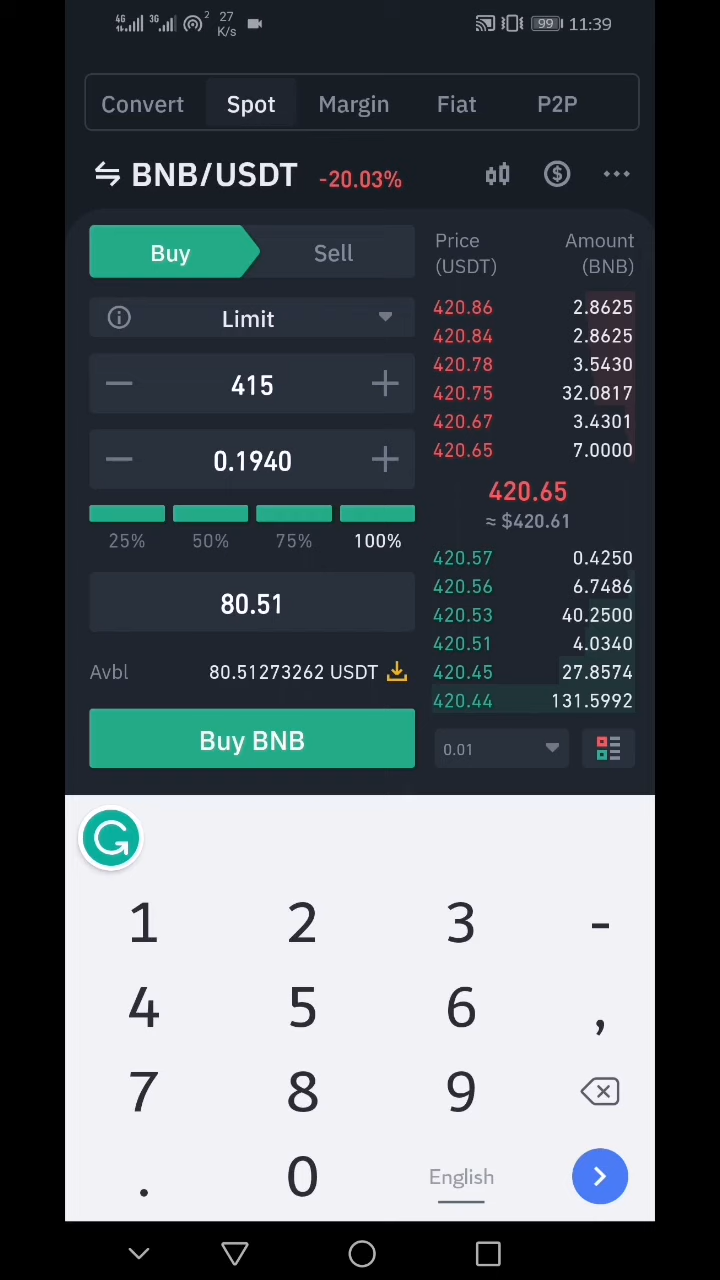 4G 3G 2 27 K/s 99 11:39
Convert Spot Margin Fiat P2P
BNB/USDT -20.03%
Buy Sell
Limit
415
0.1940
25% 50% 75% 100%
80.51
Avbl 80.51273262 USDT
Buy BNB
Price Amount
(USDT) (BNB)
420.86 2.8625
420.84 2.8625
420.78 3.5430
420.75 32.0817
420.67 3.4301
420.65 7.0000
420.65
≈ $420.61
420.57 0.4250
420.56 6.7486
420.53 40.2500
420.51 4.0340
420.45 27.8574
420.44 131.5992
0.01
1 2 3 -
4 5 6 ,
7 8 9
. 0 English